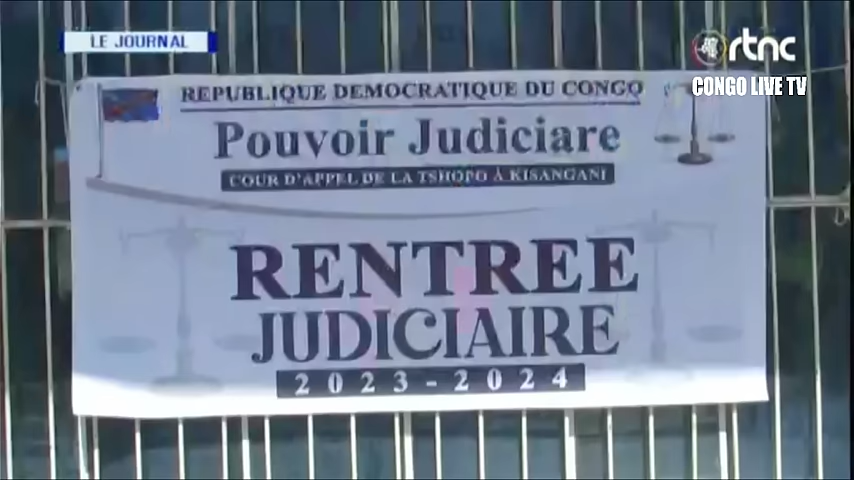 LE JOURNAL
rtnc
CONGO LIVE TV
REPUBLIQUE DEMOCRATIQUE DU CONGO
Pouvoir Judiciare
COUR D'APPEL DE LA TSHOPO À KISANGANI
RENTREE
JUDICIAIRE
2023-2024